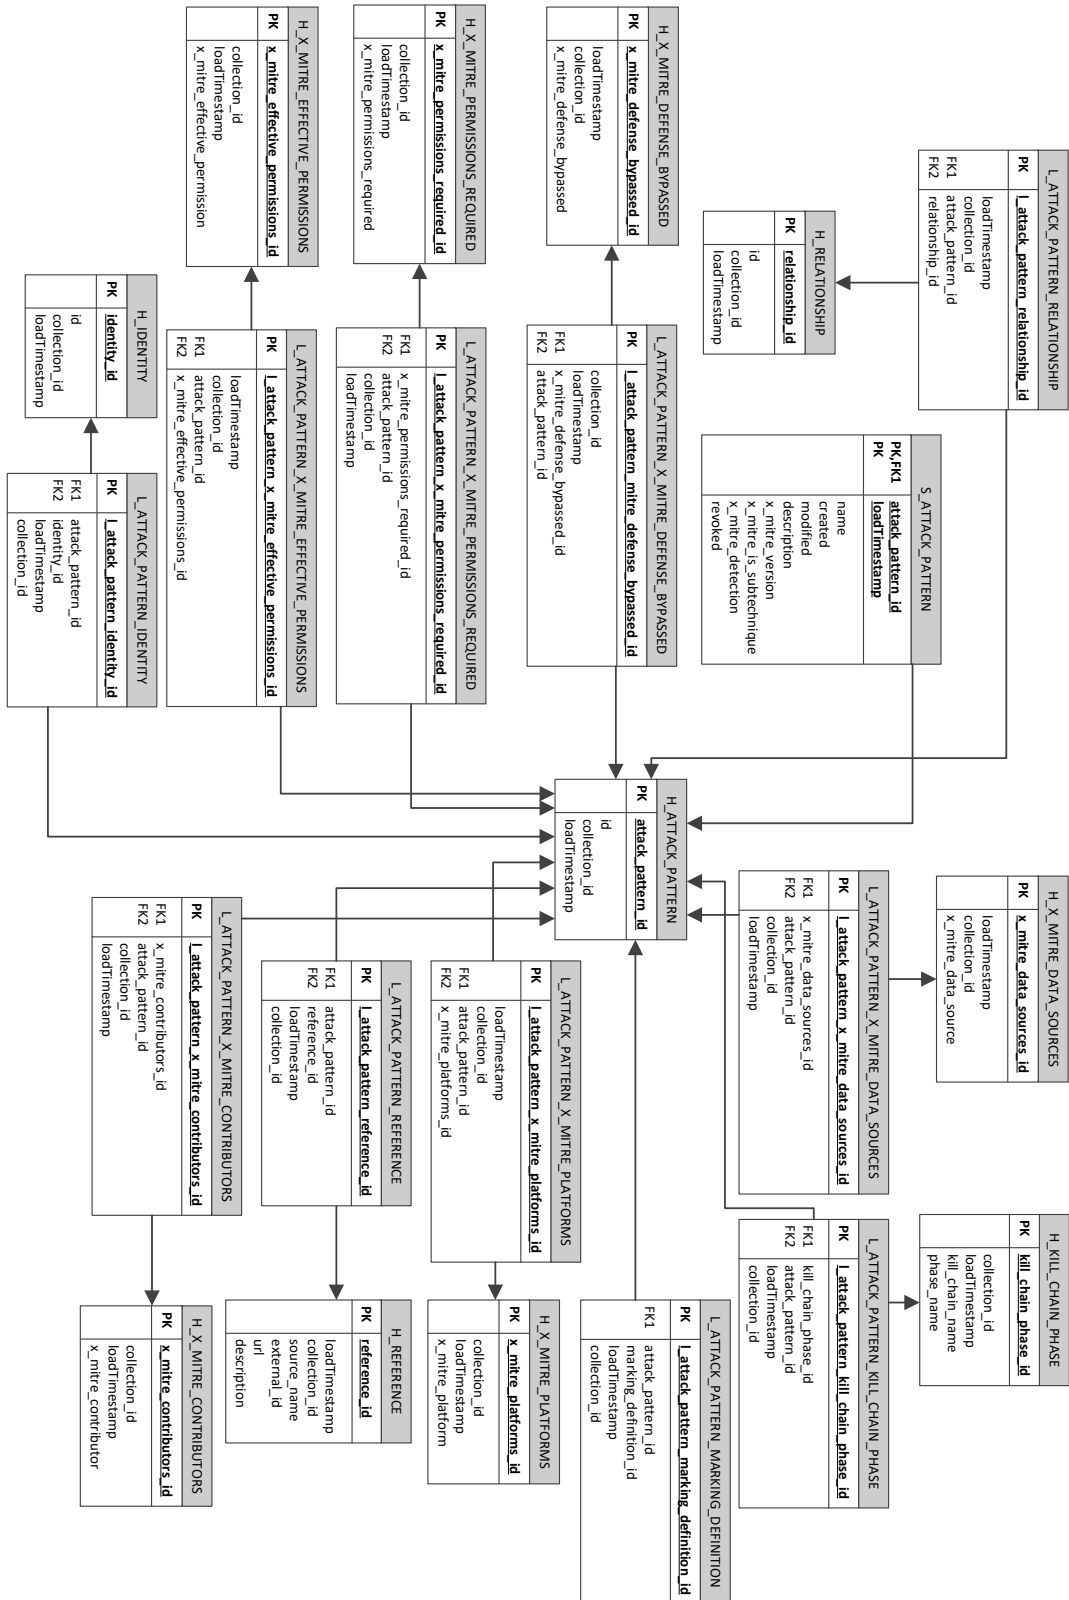 L_ATTACK_PATTERN_RELATIONSHIP
PK l_attack_pattern_relationship_id
loadTimestamp
collection_id
FK1 attack_pattern_id
FK2 relationship_id
H_X_MITRE_DATA_SOURCES
PK x_mitre_data_sources_id
loadTimestamp
collection_id
x_mitre_data_source
H_KILL_CHAIN_PHASE
PK kill_chain_phase_id
collection_id
loadTimestamp
kill_chain_name
phase_name
H_RELATIONSHIP
PK relationship_id
id
collection_id
loadTimestamp
S_ATTACK_PATTERN
PK,FK1 attack_pattern_id
PK loadTimestamp
name
created
modified
description
x_mitre_version
x_mitre_is_subtechnique
x_mitre_detection
revoked
L_ATTACK_PATTERN_X_MITRE_DATA_SOURCES
PK l_attack_pattern_x_mitre_data_sources_id
FK1 x_mitre_data_sources_id
FK2 attack_pattern_id
collection_id
loadTimestamp
L_ATTACK_PATTERN_KILL_CHAIN_PHASE
PK l_attack_pattern_kill_chain_phase_id
FK1 kill_chain_phase_id
FK2 attack_pattern_id
loadTimestamp
collection_id
H_X_MITRE_DEFENSE_BYPASSED
PK x_mitre_defense_bypassed_id
loadTimestamp
collection_id
x_mitre_defense_bypassed
L_ATTACK_PATTERN_X_MITRE_DEFENSE_BYPASSED
PK l_attack_pattern_mitre_defense_bypassed_id
collection_id
loadTimestamp
FK1 x_mitre_defense_bypassed_id
FK2 attack_pattern_id
H_ATTACK_PATTERN
PK attack_pattern_id
id
collection_id
loadTimestamp
L_ATTACK_PATTERN_MARKING_DEFINITION
PK l_attack_pattern_marking_definition_id
FK1 attack_pattern_id
marking_definition_id
loadTimestamp
collection_id
H_X_MITRE_PERMISSIONS_REQUIRED
PK x_mitre_permissions_required_id
collection_id
loadTimestamp
x_mitre_permissions_required
L_ATTACK_PATTERN_X_MITRE_PERMISSIONS_REQUIRED
PK l_attack_pattern_x_mitre_permissions_required_id
FK1 x_mitre_permissions_required_id
FK2 attack_pattern_id
collection_id
loadTimestamp
L_ATTACK_PATTERN_X_MITRE_PLATFORMS
PK l_attack_pattern_x_mitre_platforms_id
loadTimestamp
collection_id
FK1 attack_pattern_id
FK2 x_mitre_platforms_id
H_X_MITRE_PLATFORMS
PK x_mitre_platforms_id
collection_id
loadTimestamp
x_mitre_platform
H_X_MITRE_EFFECTIVE_PERMISSIONS
PK x_mitre_effective_permissions_id
collection_id
loadTimestamp
x_mitre_effective_permission
L_ATTACK_PATTERN_X_MITRE_EFFECTIVE_PERMISSIONS
PK l_attack_pattern_x_mitre_effective_permissions_id
loadTimestamp
collection_id
FK1 attack_pattern_id
FK2 x_mitre_effective_permissions_id
L_ATTACK_PATTERN_REFERENCE
PK l_attack_pattern_reference_id
FK1 attack_pattern_id
FK2 reference_id
loadTimestamp
collection_id
H_REFERENCE
PK reference_id
loadTimestamp
collection_id
source_name
external_id
url
description
H_IDENTITY
PK identity_id
id
collection_id
loadTimestamp
L_ATTACK_PATTERN_IDENTITY
PK l_attack_pattern_identity_id
FK1 attack_pattern_id
FK2 identity_id
loadTimestamp
collection_id
L_ATTACK_PATTERN_X_MITRE_CONTRIBUTORS
PK l_attack_pattern_x_mitre_contributors_id
FK1 x_mitre_contributors_id
FK2 attack_pattern_id
collection_id
loadTimestamp
H_X_MITRE_CONTRIBUTORS
PK x_mitre_contributors_id
collection_id
loadTimestamp
x_mitre_contributor